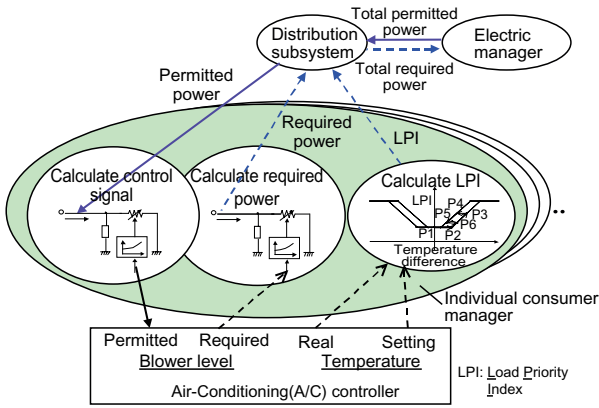 Total permitted
power
Distribution
subsystem
Electric
manager
Total required
power
Permitted
power
Required
power
LPI
Calculate control
signal
Calculate required
power
Calculate LPI
LPI
P4
P5
P3
P6
P1
P2
Temperature
difference
..
Individual consumer
manager
Permitted
Required
Real
Setting
Blower level
Temperature
Air-Conditioning(A/C) controller
LPI: Load Priority
Index